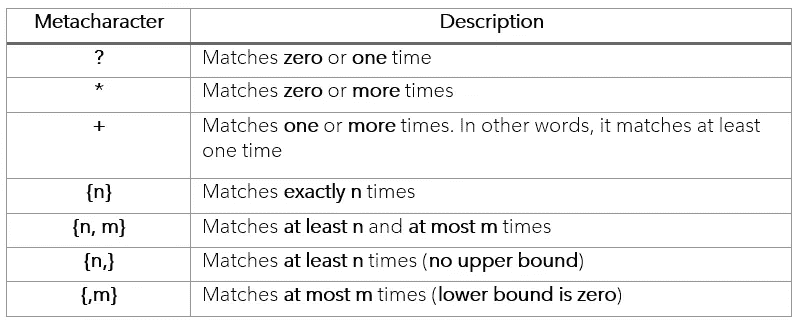 Metacharacter Description
? Matches zero or one time
* Matches zero or more times
+ Matches one or more times. In other words, it matches at least
one time
{n} Matches exactly n times
{n, m} Matches at least n and at most m times
{n,} Matches at least n times (no upper bound)
{,m} Matches at most m times (lower bound is zero)